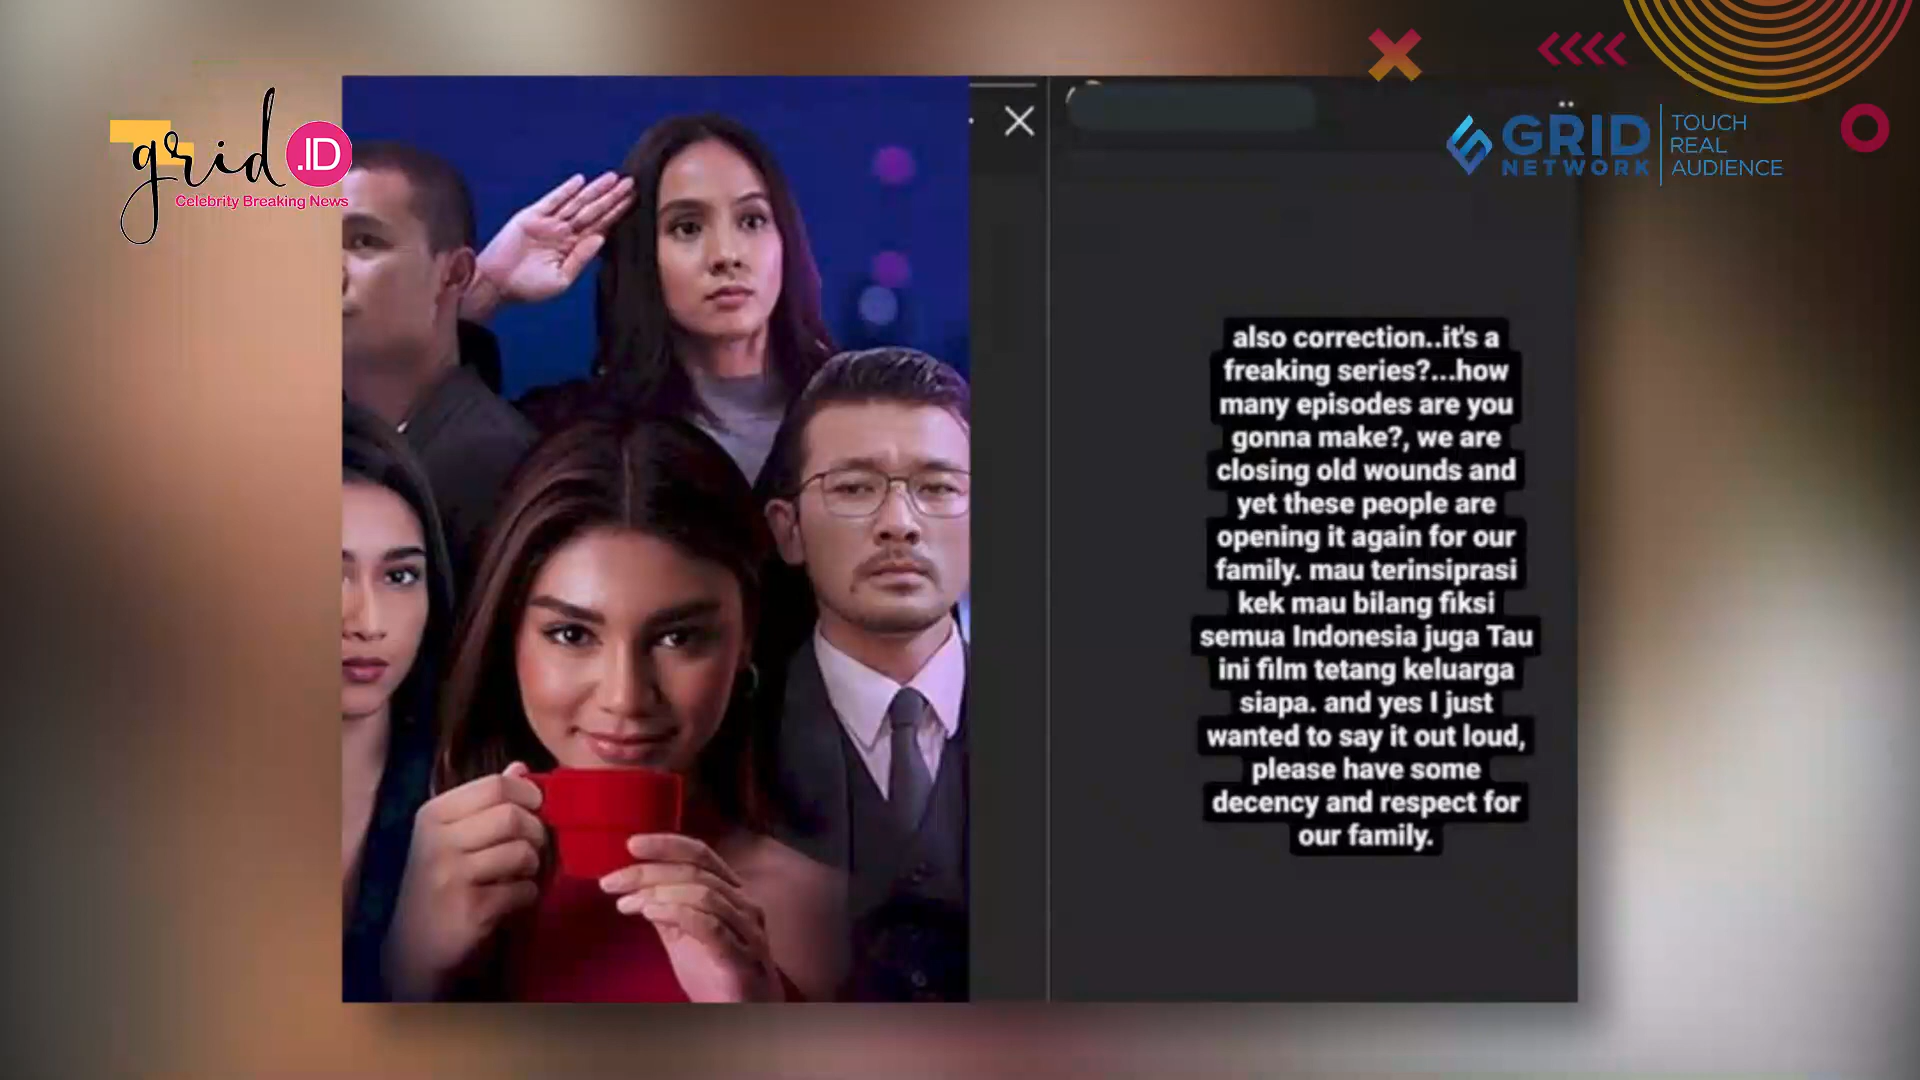 grid .ID
Celebrity Breaking News
GRID
NETWORK
TOUCH
REAL
AUDIENCE
also correction..it's a
freaking series?...how
many episodes are you
gonna make?, we are
closing old wounds and
yet these people are
opening it again for our
family. mau terinsiprasi
kek mau bilang fiksi
semua Indonesia juga Tau
ini film tetang keluarga
siapa. and yes I just
wanted to say it out loud,
please have some
decency and respect for
our family.